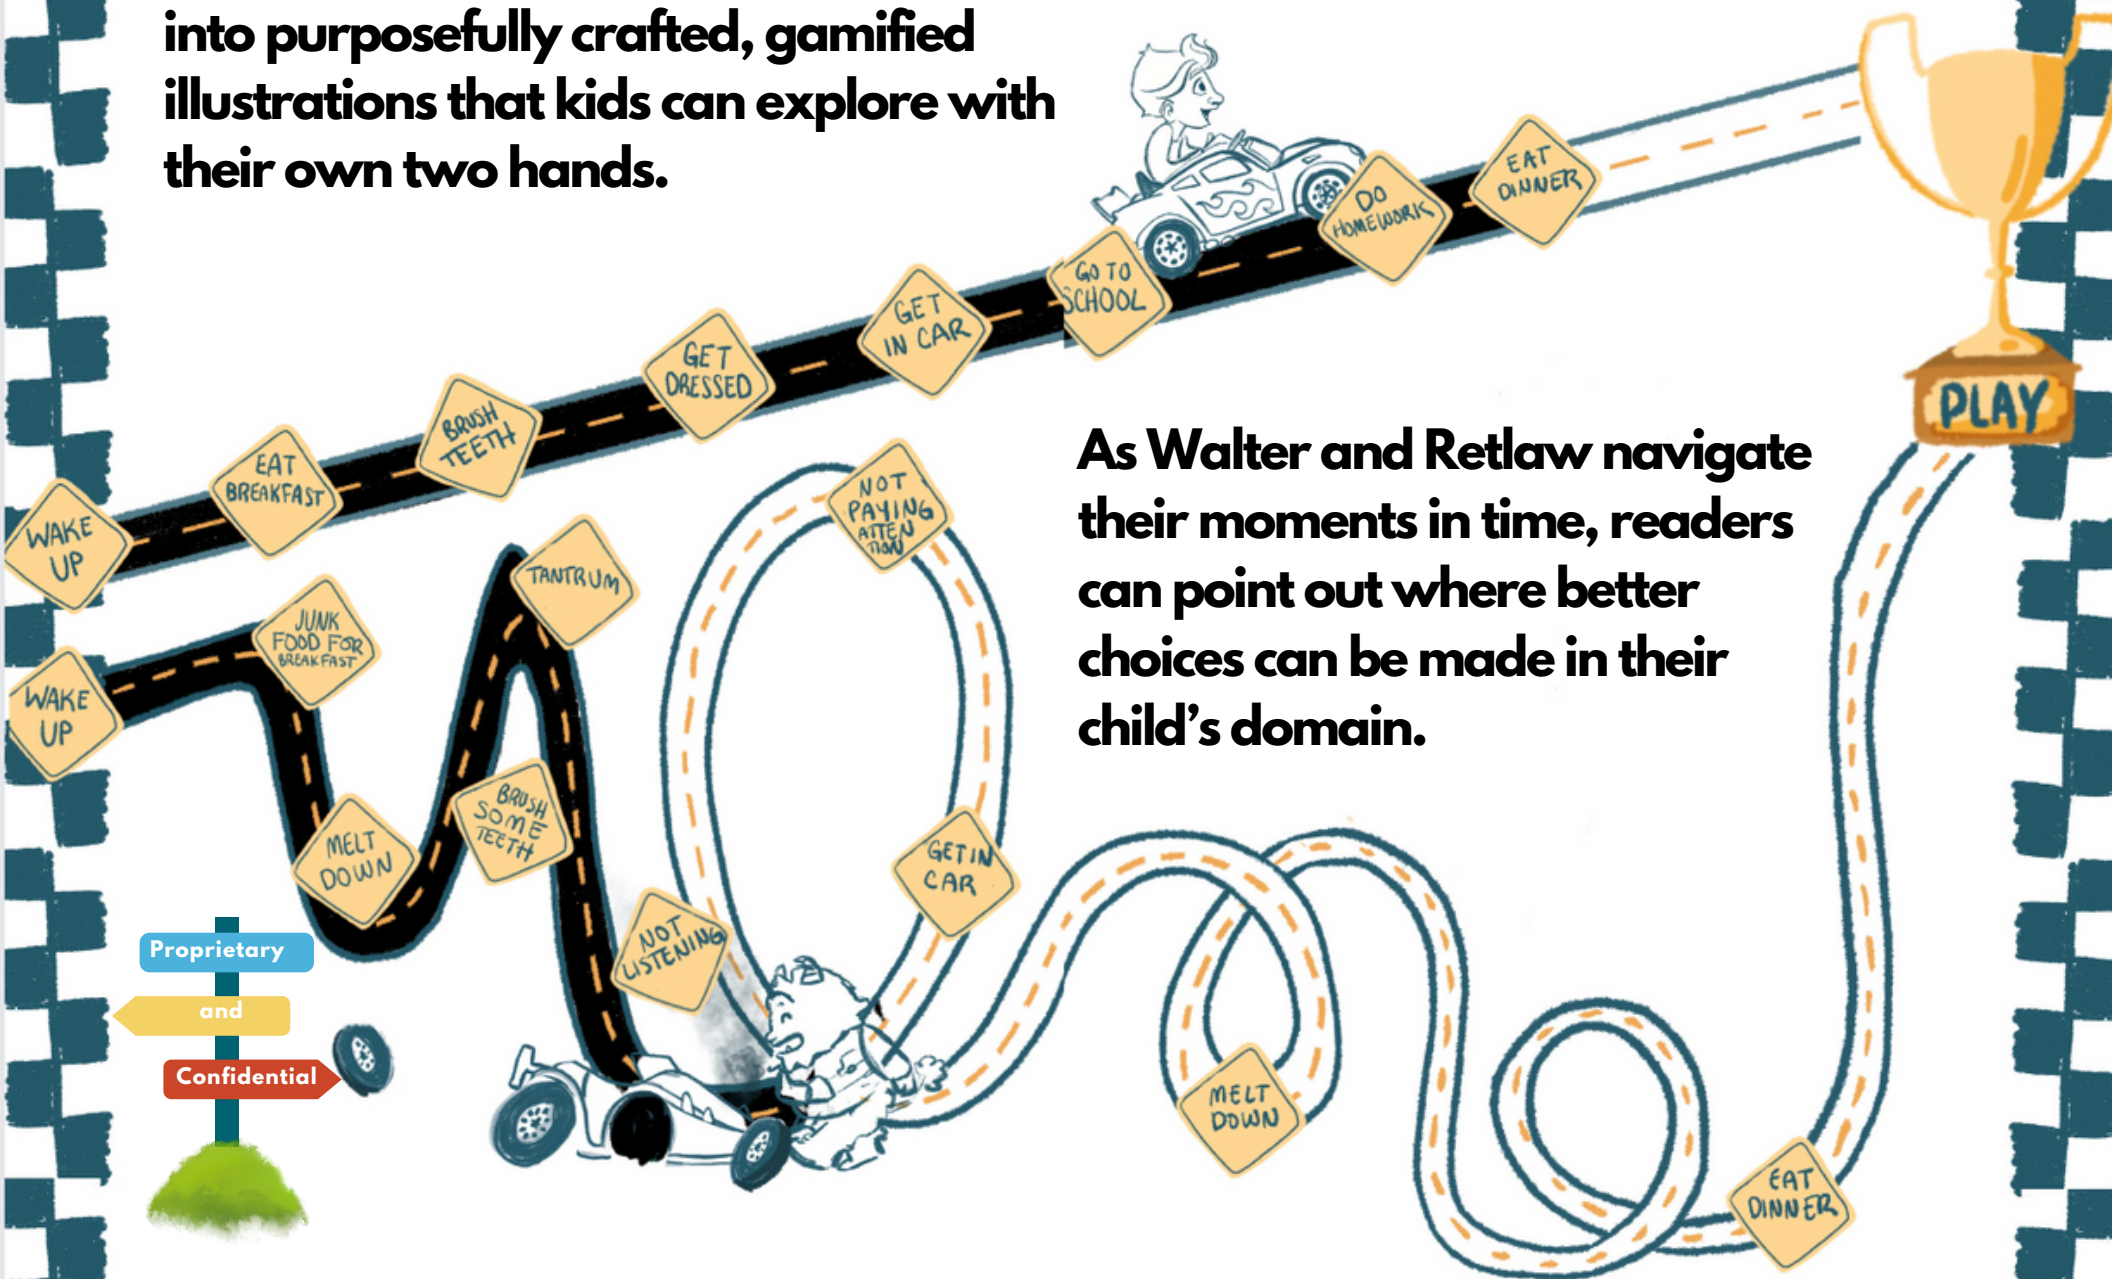 into purposefully crafted, gamified
illustrations that kids can explore with
their own two hands.
WAKE
UP
EAT
BREAKFAST
BRUSH
TEETH
GET
DRESSED
GET
IN CAR
GO TO
SCHOOL
DO
HOMEWORK
EAT
DINNER
PLAY
As Walter and Retlaw navigate
their moments in time, readers
can point out where better
choices can be made in their
child’s domain.
WAKE
UP
JUNK
FOOD FOR
BREAKFAST
MELT
DOWN
BRUSH
SOME
TEETH
TANTRUM
NOT
LISTENING
NOT
PAYING
ATTEN
TION
GET IN
CAR
MELT
DOWN
EAT
DINNER
Proprietary
and
Confidential